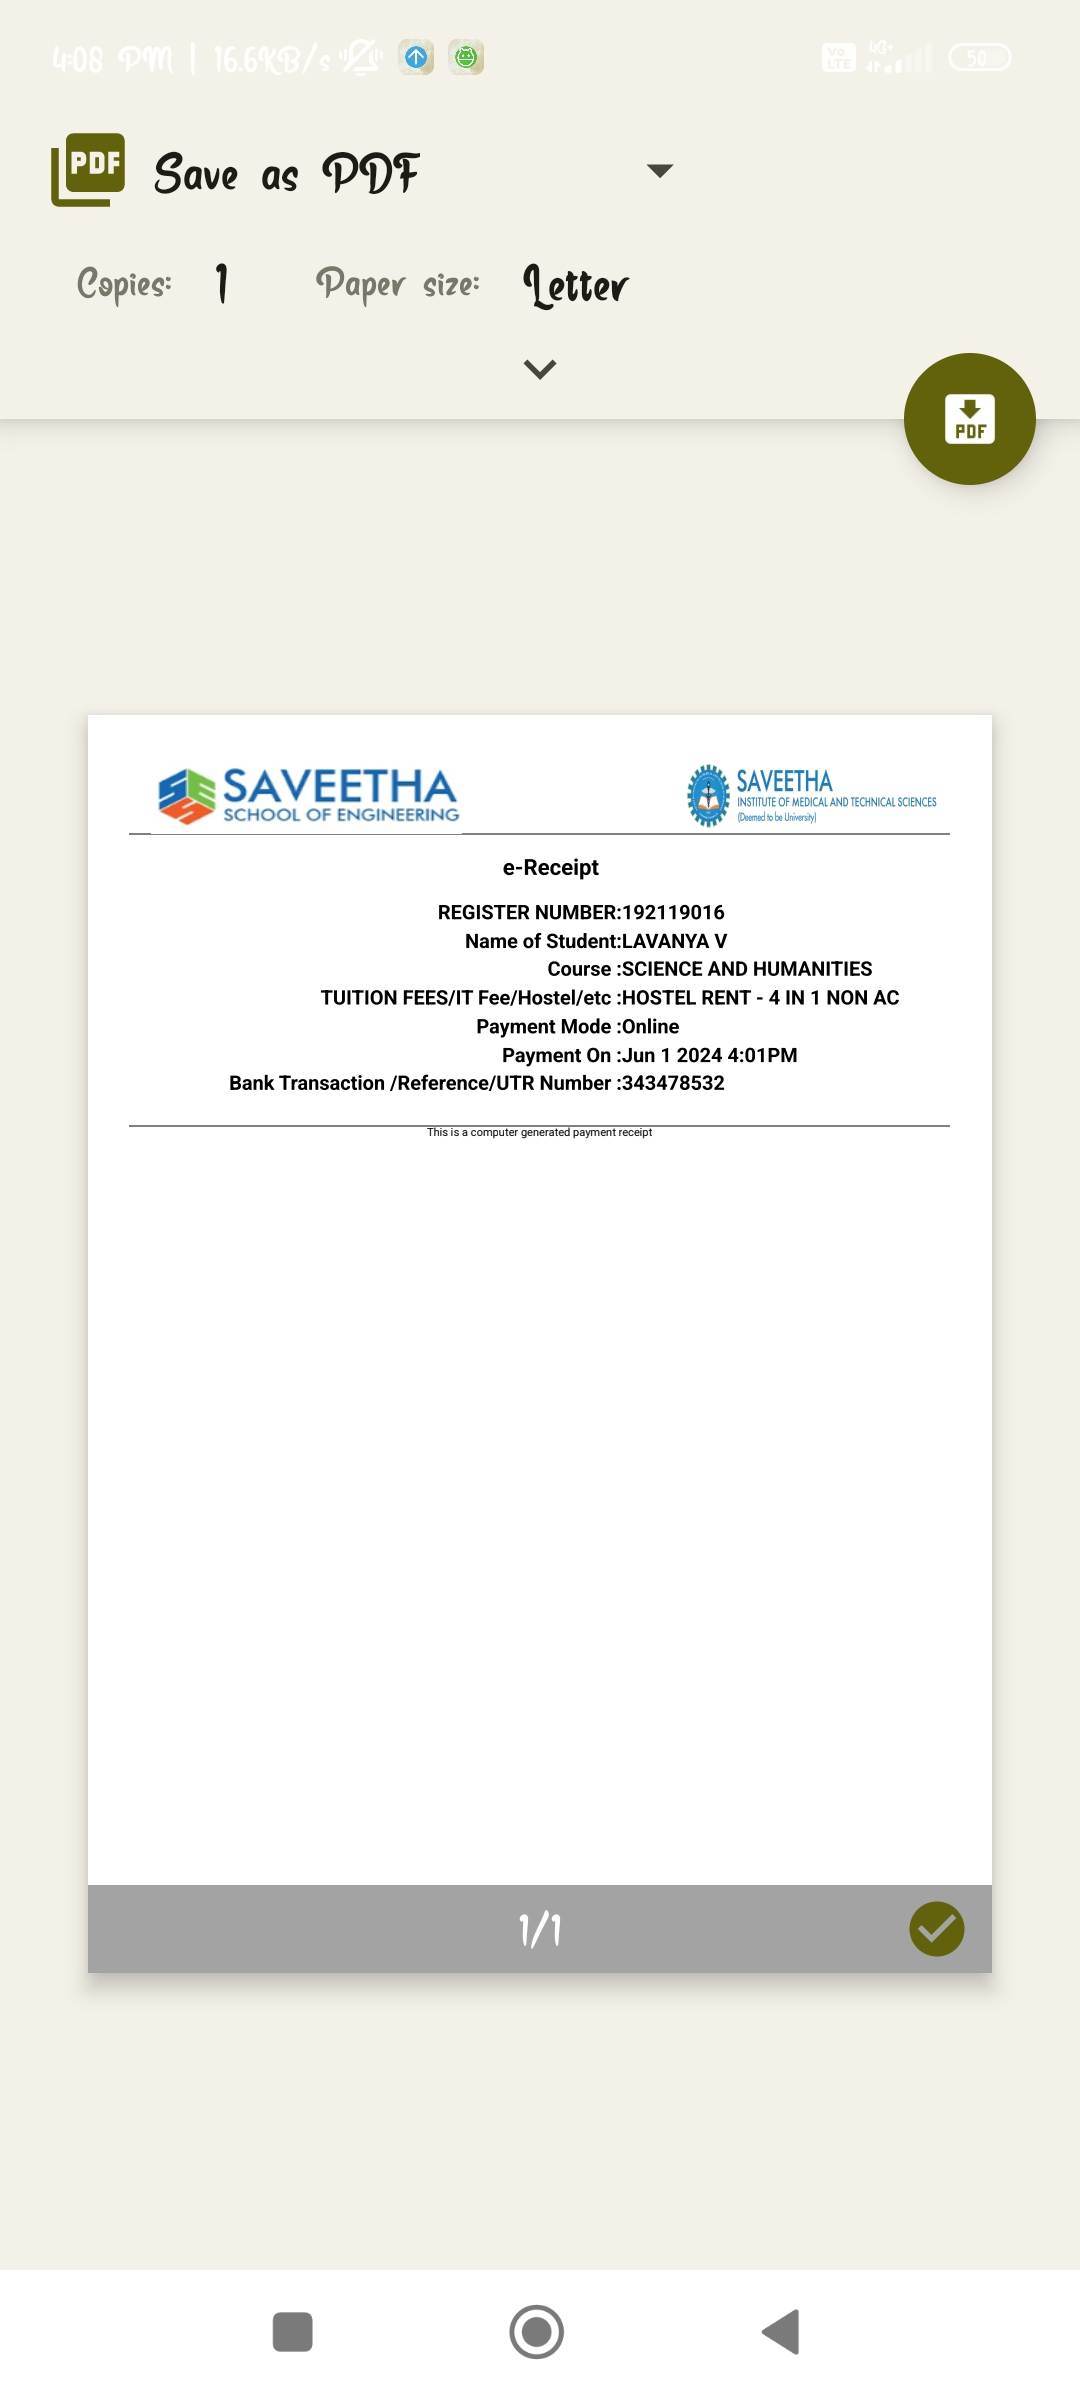 4:08 PM | 16.6KB/s
Vo LTE 4G+ 50
PDF Save as PDF
Copies: 1 Paper size: Letter
PDF
SAVEETHA
SCHOOL OF ENGINEERING
SAVEETHA
INSTITUTE OF MEDICAL AND TECHNICAL SCIENCES
(Deemed to be University)
e-Receipt
REGISTER NUMBER:192119016
Name of Student:LAVANYA V
Course :SCIENCE AND HUMANITIES
TUITION FEES/IT Fee/Hostel/etc :HOSTEL RENT - 4 IN 1 NON AC
Payment Mode :Online
Payment On :Jun 1 2024 4:01PM
Bank Transaction /Reference/UTR Number :343478532
This is a computer generated payment receipt
1/1